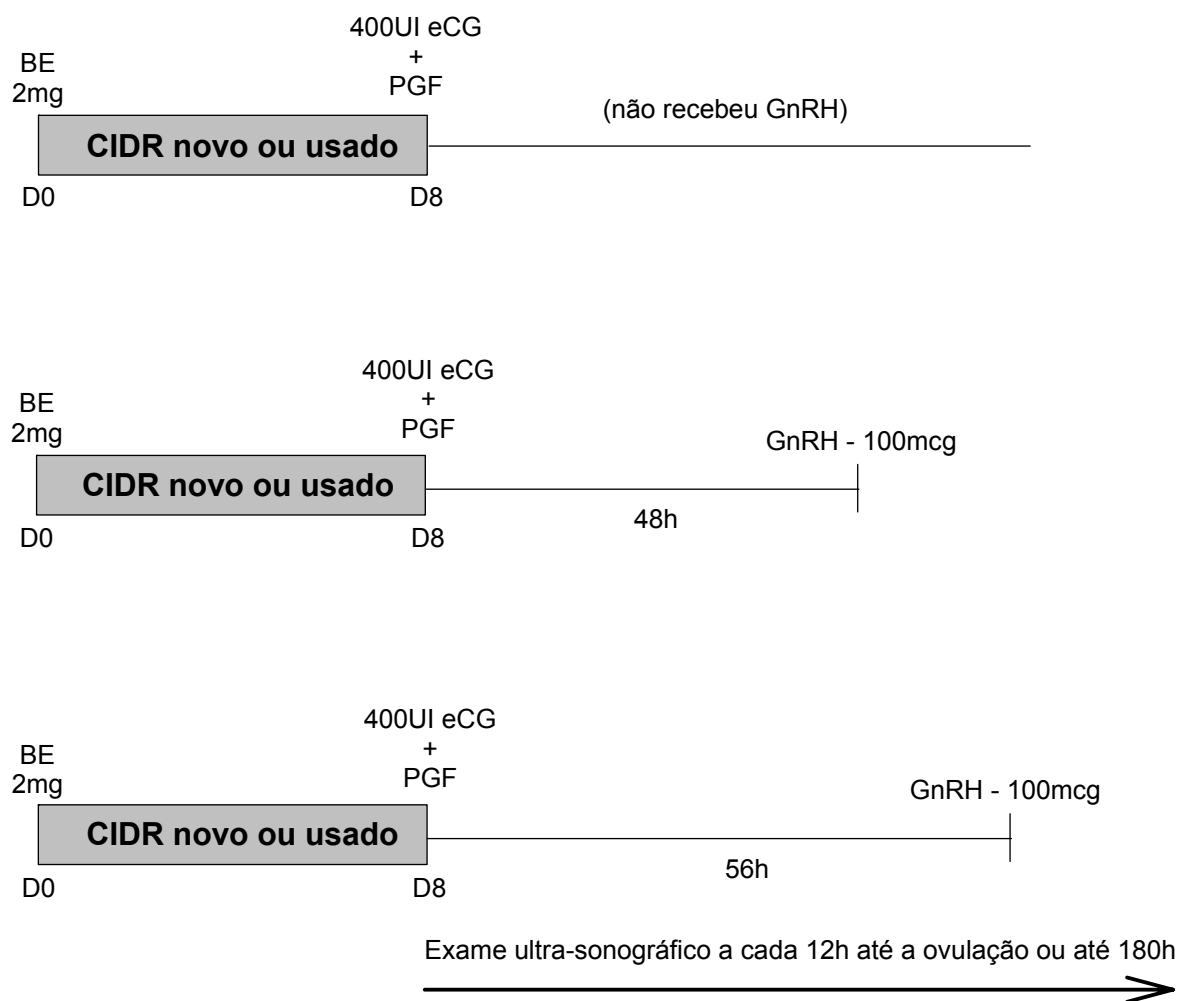 400UI eCG
+
PGF
BE
2mg
(não recebeu GnRH)
CIDR novo ou usado
D0
D8
400UI eCG
+
PGF
BE
2mg
GnRH - 100mcg
CIDR novo ou usado
48h
D0
D8
400UI eCG
+
PGF
BE
2mg
GnRH - 100mcg
CIDR novo ou usado
56h
D0
D8
Exame ultra-sonográfico a cada 12h até a ovulação ou até 180h